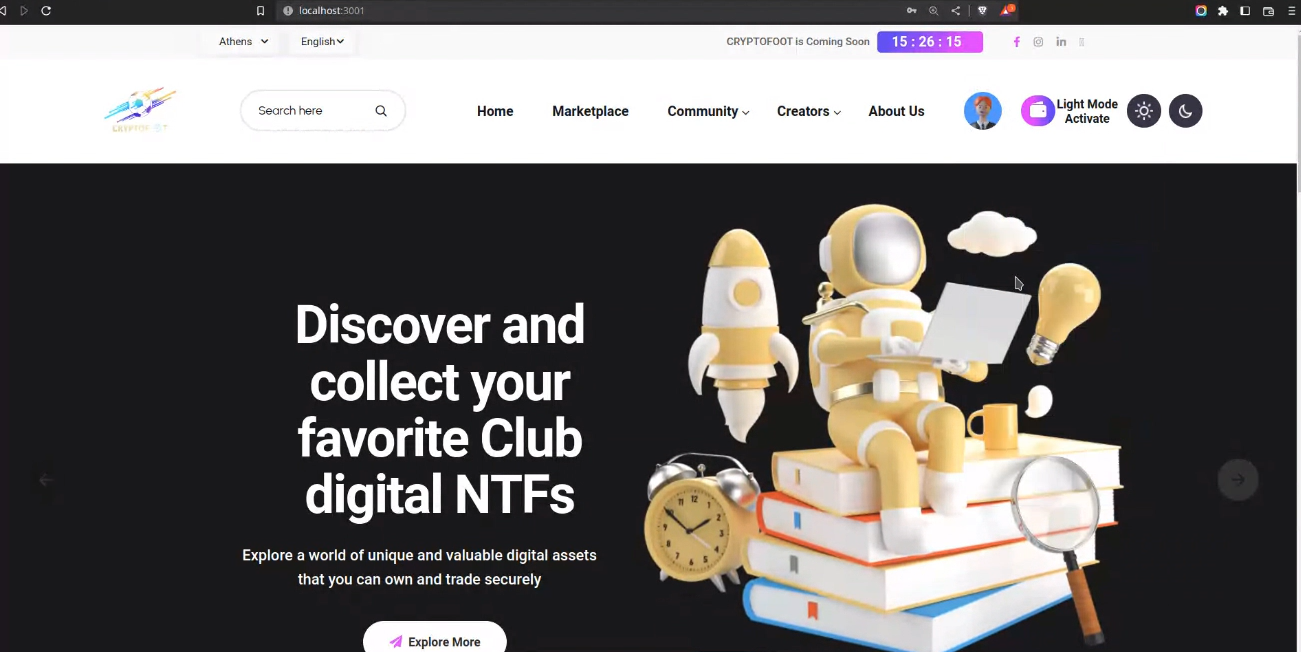 localhost:3001
Athens English CRYPTOFOOT is Coming Soon 15 : 26 : 15
CRYPTOFOOT
Search here
Home Marketplace Community Creators About Us
Light Mode
Activate
Discover and
collect your
favorite Club
digital NTFs
Explore a world of unique and valuable digital assets
that you can own and trade securely
Explore More